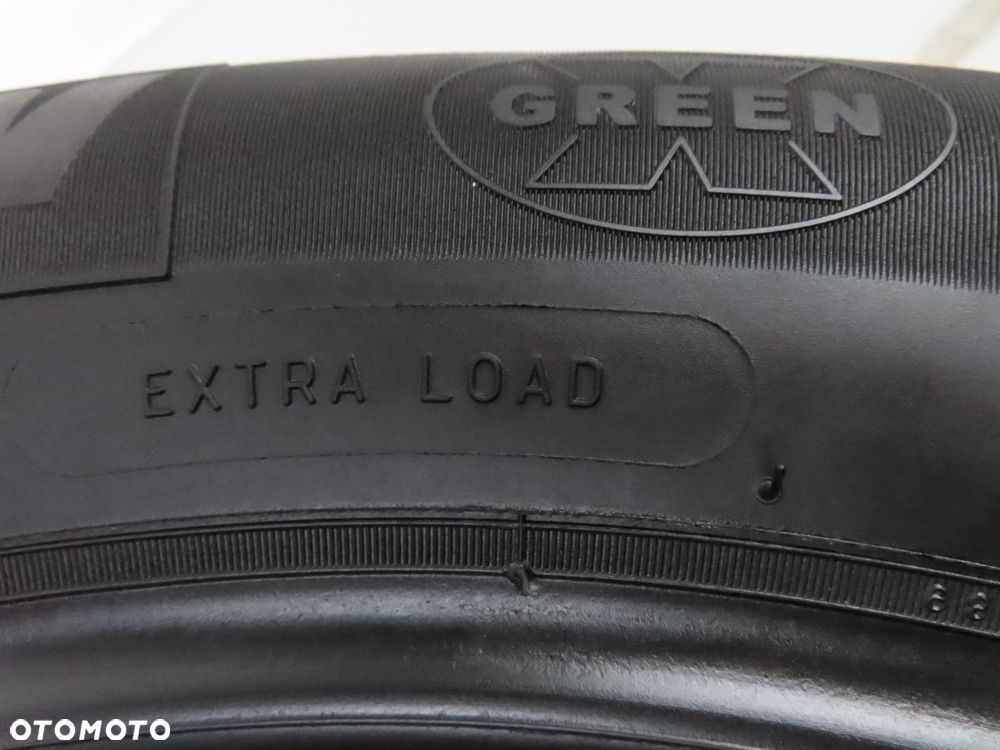 GREEN X
EXTRA LOAD
J
OTOMOTO